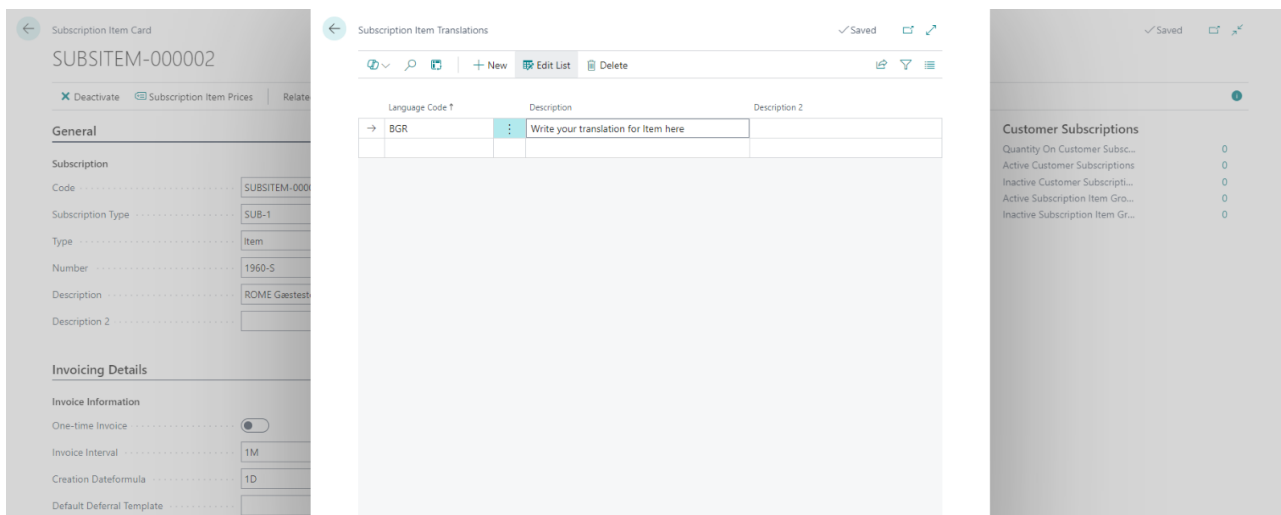 Subscription Item Card
SUBSITEM-000002
Deactivate
Subscription Item Prices
General
Subscription
Code
SUBSITEM-000
Subscription Type
SUB-1
Type
Item
Number
1960-S
Description
ROME
Description 2
Invoicing Details
Invoice Information
One-time Invoice
Invoice Interval
1M
Creation Dateformula
1D
Default Deferral Template
Subscription Item Translations
Saved
New
Edit List
Delete
Language Code ↑
Description
Description 2
BGR
Write your translation for Item here
Saved
Customer Subscriptions
Quantity On Customer Subsc... 0
Active Customer Subscriptions 0
Inactive Customer Subscripti... 0
Active Subscription Item Gro... 0
Inactive Subscription Item Gr... 0